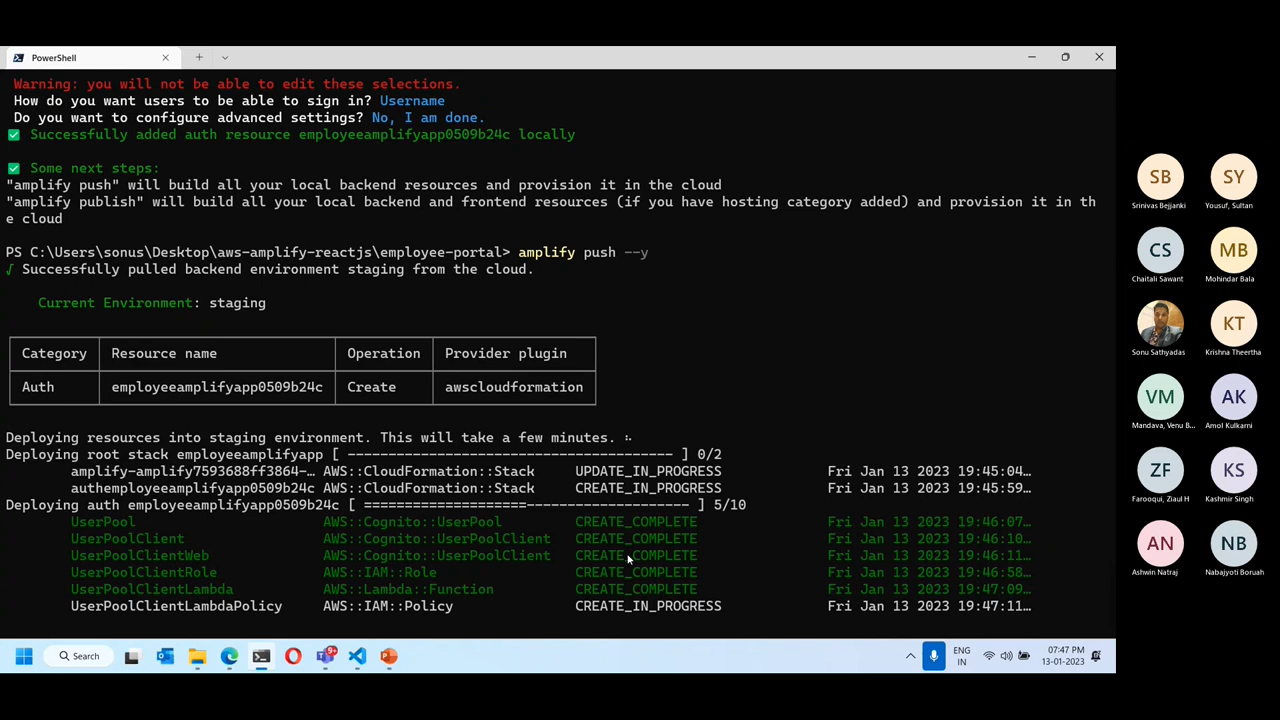 PowerShell
Warning: you will not be able to edit these selections.
How do you want users to be able to sign in? Username
Do you want to configure advanced settings? No, I am done.
✅ Successfully added auth resource employeeamplifyapp0509b24c locally
✅ Some next steps:
"amplify push" will build all your local backend resources and provision it in the cloud
"amplify publish" will build all your local backend and frontend resources (if you have hosting category added) and provision it in th
e cloud
PS C:\Users\sonus\Desktop\aws-amplify-reactjs\employee-portal> amplify push --y
√ Successfully pulled backend environment staging from the cloud.
Current Environment: staging
Category Resource name Operation Provider plugin
Auth employeeamplifyapp0509b24c Create awscloudformation
Deploying resources into staging environment. This will take a few minutes.
Deploying root stack employeeamplifyapp [ ---------------------------------------- ] 0/2
amplify-amplify7593688ff3864-… AWS::CloudFormation::Stack UPDATE_IN_PROGRESS Fri Jan 13 2023 19:45:04…
authemployeeamplifyapp0509b24c AWS::CloudFormation::Stack CREATE_IN_PROGRESS Fri Jan 13 2023 19:45:59…
Deploying auth employeeamplifyapp0509b24c [ ====================-------------------- ] 5/10
UserPool AWS::Cognito::UserPool CREATE_COMPLETE Fri Jan 13 2023 19:46:07…
UserPoolClient AWS::Cognito::UserPoolClient CREATE_COMPLETE Fri Jan 13 2023 19:46:10…
UserPoolClientWeb AWS::Cognito::UserPoolClient CREATE_COMPLETE Fri Jan 13 2023 19:46:11…
UserPoolClientRole AWS::IAM::Role CREATE_COMPLETE Fri Jan 13 2023 19:46:58…
UserPoolClientLambda AWS::Lambda::Function CREATE_COMPLETE Fri Jan 13 2023 19:47:09…
UserPoolClientLambdaPolicy AWS::IAM::Policy CREATE_IN_PROGRESS Fri Jan 13 2023 19:47:11…
Search
9+
ENG
IN
07:47 PM
13-01-2023
SB SY
Srinivas Bejjanki Yousuf, Sultan
CS MB
Chaitali Sawant Mohindar Bala
KT
Sonu Sathyadas Krishna Theertha
VM AK
Mandava, Venu B... Amol Kulkarni
ZF KS
Farooqui, Ziaul H Kashmir Singh
AN NB
Ashwin Natraj Nabajyoti Boruah